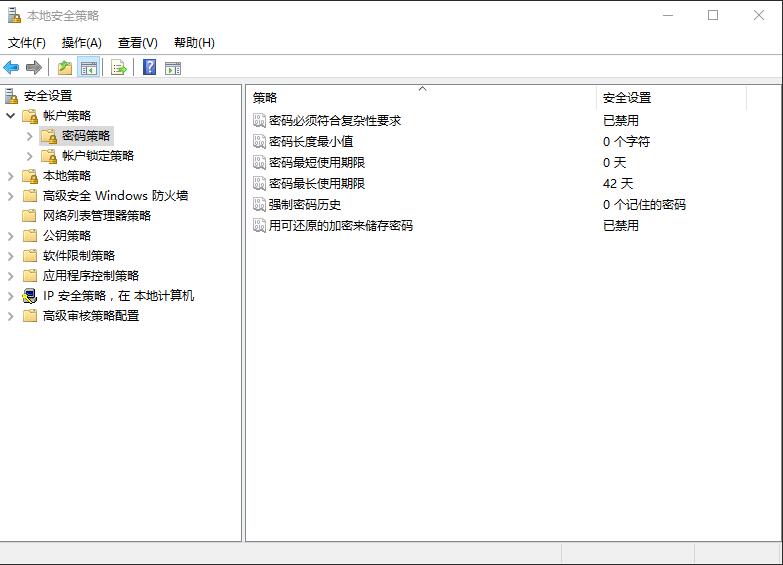 本地安全策略
文件(F) 操作(A) 查看(V) 帮助(H)
安全设置
帐户策略
密码策略
帐户锁定策略
本地策略
高级安全 Windows 防火墙
网络列表管理器策略
公钥策略
软件限制策略
应用程序控制策略
IP 安全策略，在 本地计算机
高级审核策略配置
策略 安全设置
密码必须符合复杂性要求 已禁用
密码长度最小值 0 个字符
密码最短使用期限 0 天
密码最长使用期限 42 天
强制密码历史 0 个记住的密码
用可还原的加密来储存密码 已禁用